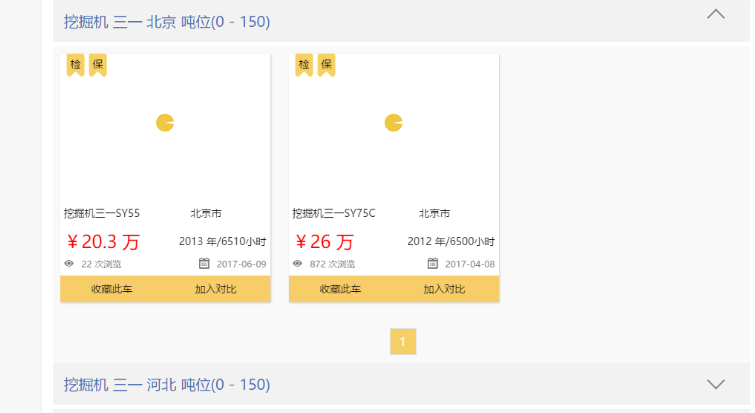 挖掘机 三一 北京 吨位(0 - 150)
检 保 检 保
挖掘机三一SY55 北京市 挖掘机三一SY75C 北京市
￥20.3 万 2013 年/6510小时 ￥26 万 2012 年/6500小时
22 次浏览 2017-06-09 872 次浏览 2017-04-08
收藏此车 加入对比 收藏此车 加入对比
1
挖掘机 三一 河北 吨位(0 - 150)